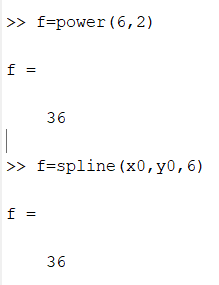 >> f=power(6,2)
f =
36
>> f=spline(x0,y0,6)
f =
36